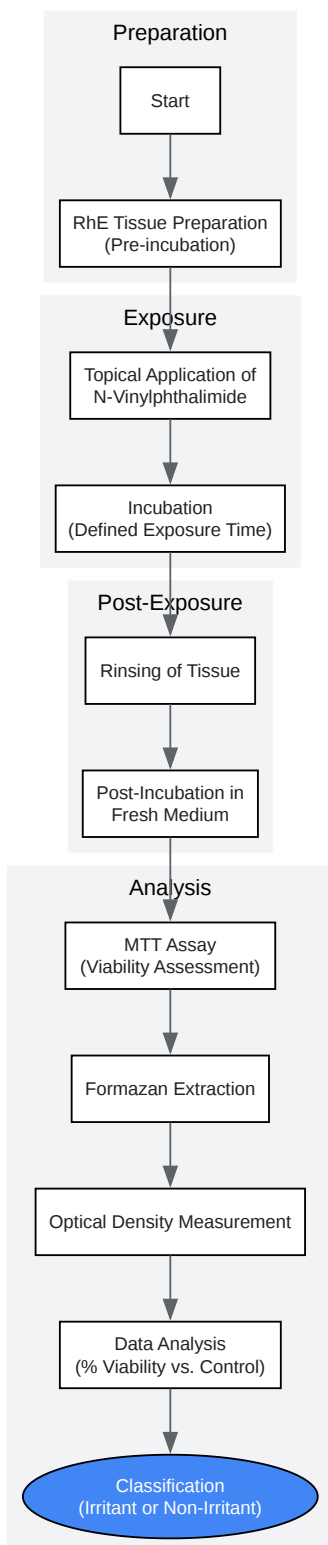 Preparation
Start
RhE Tissue Preparation
(Pre-incubation)
Exposure
Topical Application of
N-Vinylphthalimide
Incubation
(Defined Exposure Time)
Post-Exposure
Rinsing of Tissue
Post-Incubation in
Fresh Medium
Analysis
MTT Assay
(Viability Assessment)
Formazan Extraction
Optical Density Measurement
Data Analysis
(% Viability vs. Control)
Classification
(Irritant or Non-Irritant)